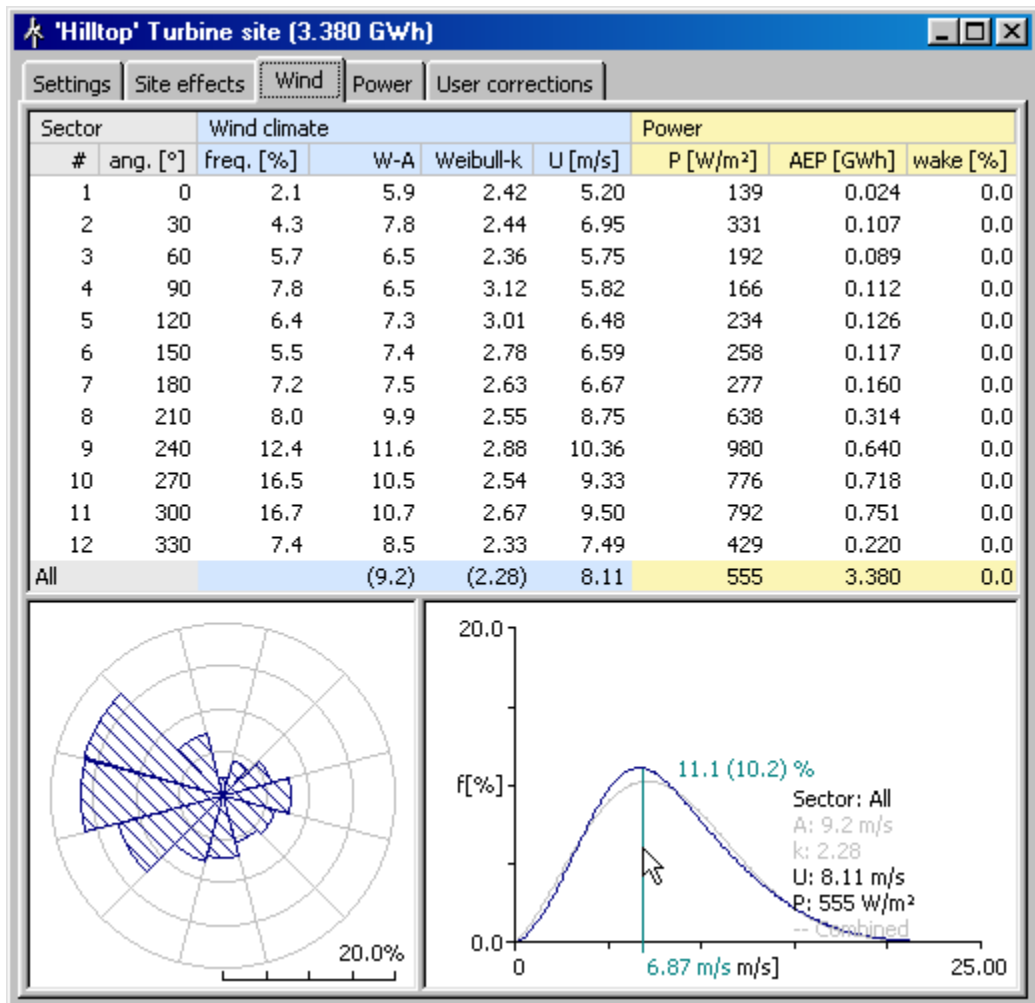 'Hilltop' Turbine site (3.380 GWh)
Settings Site effects Wind Power User corrections
Sector Wind climate Power
# ang. [°] freq. [%] W-A Weibull-k U [m/s] P [W/m²] AEP [GWh] wake [%]
1 0 2.1 5.9 2.42 5.20 139 0.024 0.0
2 30 4.3 7.8 2.44 6.95 331 0.107 0.0
3 60 5.7 6.5 2.36 5.75 192 0.089 0.0
4 90 7.8 6.5 3.12 5.82 166 0.112 0.0
5 120 6.4 7.3 3.01 6.48 234 0.126 0.0
6 150 5.5 7.4 2.78 6.59 258 0.117 0.0
7 180 7.2 7.5 2.63 6.67 277 0.160 0.0
8 210 8.0 9.9 2.55 8.75 638 0.314 0.0
9 240 12.4 11.6 2.88 10.36 980 0.640 0.0
10 270 16.5 10.5 2.54 9.33 776 0.718 0.0
11 300 16.7 10.7 2.67 9.50 792 0.751 0.0
12 330 7.4 8.5 2.33 7.49 429 0.220 0.0
All (9.2) (2.28) 8.11 555 3.380 0.0
20.0%
20.0
11.1 (10.2) %
f[%]
Sector: All
A: 9.2 m/s
k: 2.28
U: 8.11 m/s
P: 555 W/m²
-- Combined
0.0
0 6.87 m/s m/s] 25.00